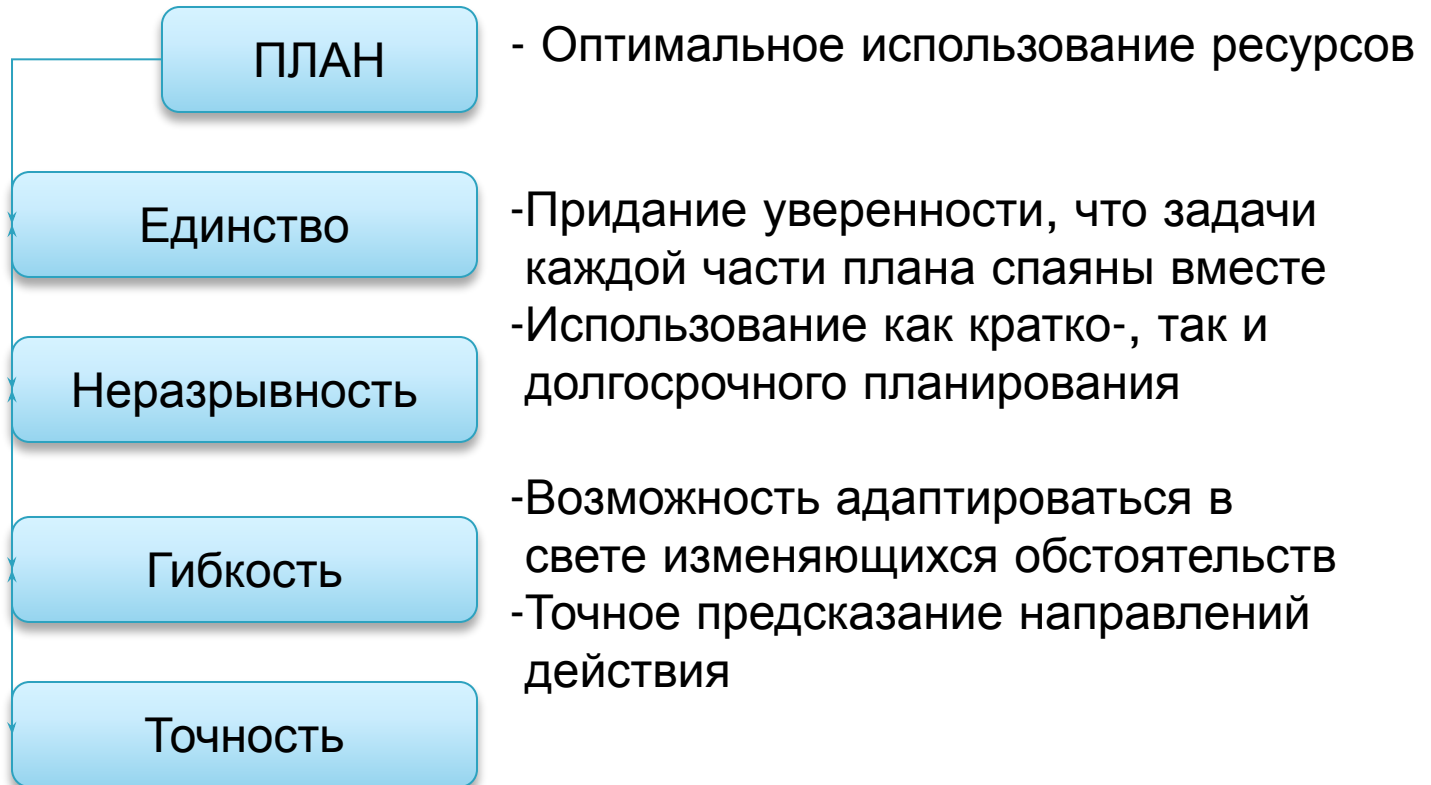 ПЛАН
- Оптимальное использование ресурсов
Единство
-Придание уверенности, что задачи
каждой части плана спаяны вместе
-Использование как кратко-, так и
долгосрочного планирования
Неразрывность
-Возможность адаптироваться в
свете изменяющихся обстоятельств
Гибкость
-Точное предсказание направлений
действия
Точность